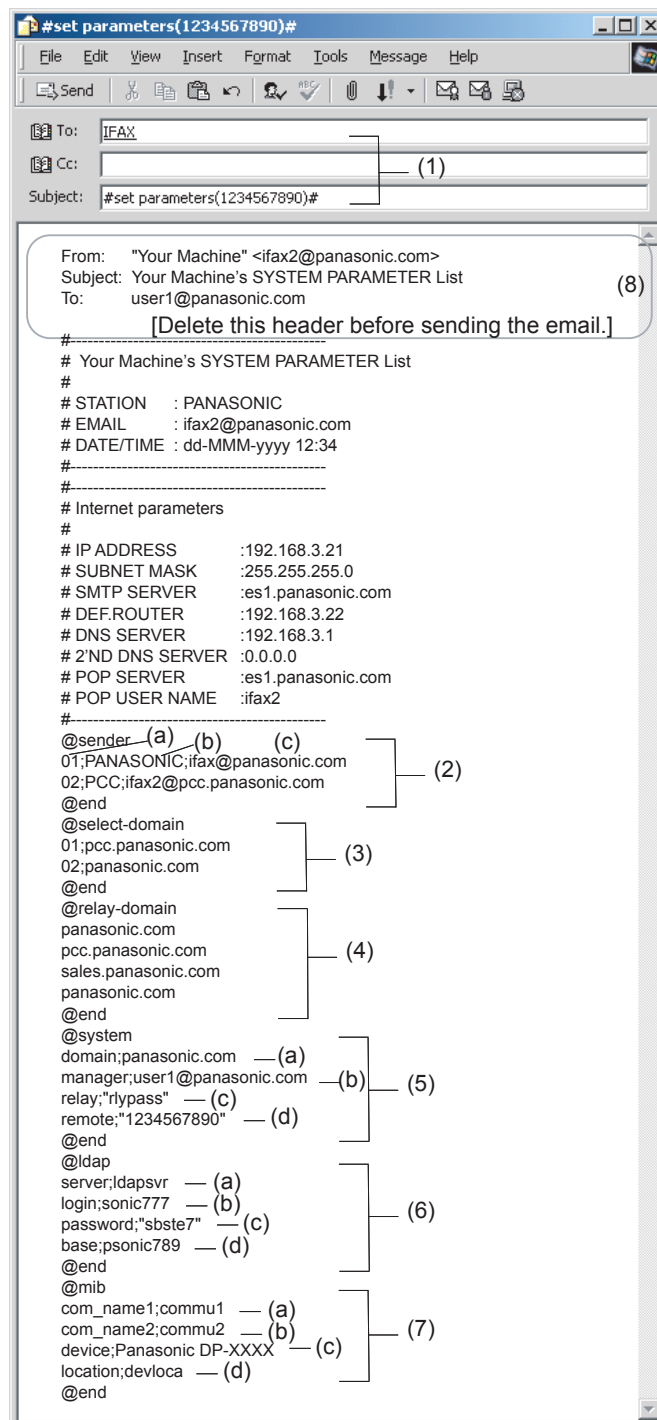 #set parameters(1234567890)#
File Edit View Insert Format Tools Message Help
Send ABC
To: IFAX
Cc:
(1)
Subject: #set parameters(1234567890)#
From: "Your Machine" <ifax2@panasonic.com>
Subject: Your Machine's SYSTEM PARAMETER List
(8)
To: user1@panasonic.com
[Delete this header before sending the email.]
#---------------------------------------------
# Your Machine's SYSTEM PARAMETER List
#
# STATION : PANASONIC
# EMAIL : ifax2@panasonic.com
# DATE/TIME : dd-MMM-yyyy 12:34
#---------------------------------------------
#---------------------------------------------
# Internet parameters
#
# IP ADDRESS :192.168.3.21
# SUBNET MASK :255.255.255.0
# SMTP SERVER :es1.panasonic.com
# DEF.ROUTER :192.168.3.22
# DNS SERVER :192.168.3.1
# 2'ND DNS SERVER :0.0.0.0
# POP SERVER :es1.panasonic.com
# POP USER NAME :ifax2
#---------------------------------------------
@sender (a) (b) (c)
01;PANASONIC;ifax@panasonic.com
02;PCC;ifax2@pcc.panasonic.com (2)
@end
@select-domain
01;pcc.panasonic.com
02;panasonic.com (3)
@end
@relay-domain
panasonic.com
pcc.panasonic.com (4)
sales.panasonic.com
panasonic.com
@end
@system
domain;panasonic.com (a)
manager;user1@panasonic.com (b) (5)
relay;"rlypass" (c)
remote;"1234567890" (d)
@end
@ldap
server;ldapsvr (a)
login;sonic777 (b) (6)
password;"sbste7" (c)
base;psonic789 (d)
@end
@mib
com_name1;commu1 (a)
com_name2;commu2 (b) (7)
device;Panasonic DP-XXXX (c)
location;devloca (d)
@end